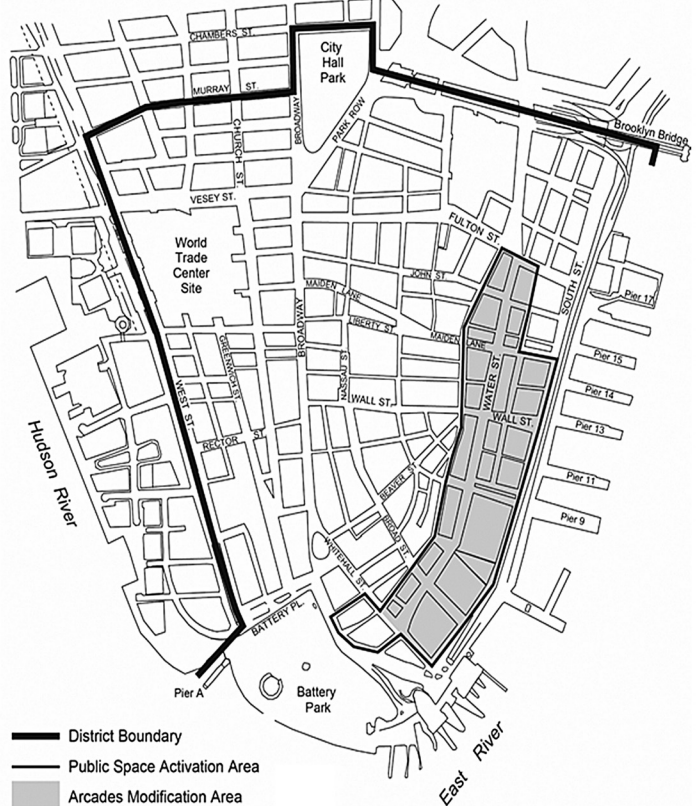 CHAMBERS ST.
City
Hall
Park
MURRAY ST.
BROADWAY
PARK ROW
CHURCH ST.
Brooklyn Bridge
VESEY ST.
FULTON ST.
World
Trade
Center
Site
JOHN ST
SOUTH ST.
MAIDEN LANE
Pier 17
LIBERTY ST
BROADWAY
MAIDEN LANE
GREENWICH ST
NASSAU ST
Pier 15
WATER ST.
WEST ST.
WALL ST.
Pier 14
WALL ST.
Pier 13
RECTOR ST
Hudson River
BEAVER ST
Pier 11
BROAD ST.
Pier 9
WHITEHALL ST.
BATTERY PL.
Pier A
Battery
Park
East River
District Boundary
Public Space Activation Area
Arcades Modification Area